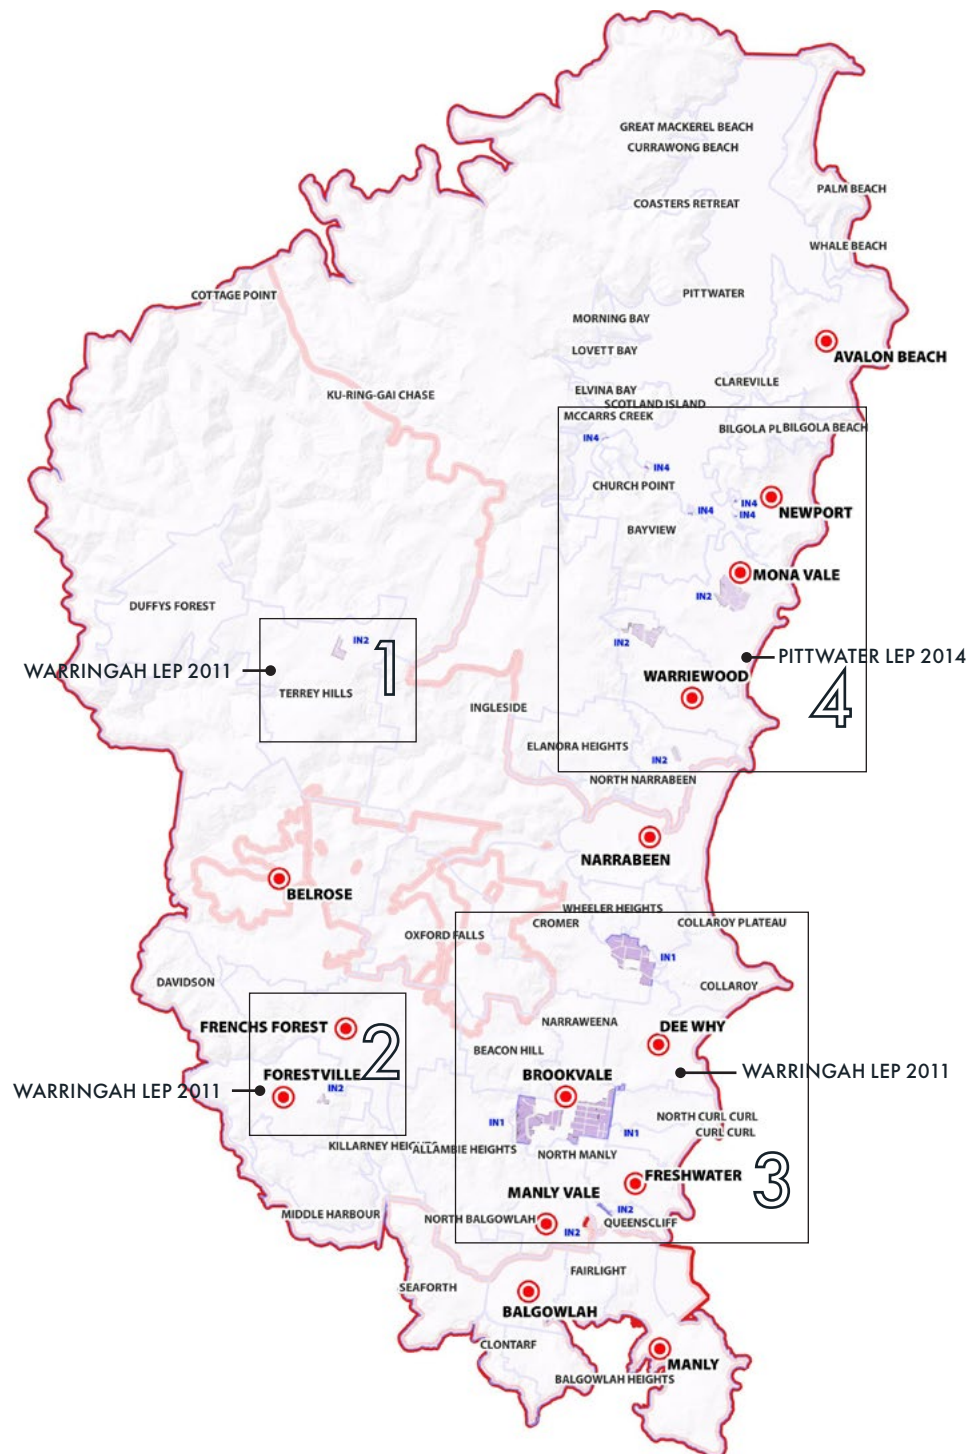 GREAT MACKEREL BEACH
CURRAWONG BEACH
PALM BEACH
COASTERS RETREAT
WHALE BEACH
COTTAGE POINT
PITTWATER
MORNING BAY
AVALON BEACH
LOVETT BAY
CLAREVILLE
KU-RING-GAI CHASE
ELVINA BAY
SCOTLAND ISLAND
MCCARRS CREEK
BILGOLA PL
BILGOLA BEACH
IN4
IN4
CHURCH POINT
IN4
NEWPORT
IN4
IN4
BAYVIEW
MONA VALE
IN2
DUFFYS FOREST
IN2
1
IN2
WARRINGAH LEP 2011
PITTWATER LEP 2014
TERREY HILLS
WARRIEWOOD
4
INGLESIDE
ELANORA HEIGHTS
IN2
NORTH NARRABEEN
NARRABEEN
BELROSE
WHEELER HEIGHTS
CROMER
COLLAROY PLATEAU
OXFORD FALLS
IN1
DAVIDSON
COLLAROY
FRENCHS FOREST
2
NARRAWEENA
DEE WHY
BEACON HILL
FORESTVILLE
BROOKVALE
WARRINGAH LEP 2011
IN2
WARRINGAH LEP 2011
IN1
IN1
NORTH CURL CURL
CURL CURL
KILLARNEY HEIGHTS
ALLAMBIE HEIGHTS
NORTH MANLY
3
FRESHWATER
MANLY VALE
MIDDLE HARBOUR
NORTH BALGOWLAH
IN2
QUEENSCLIFF
IN2
FAIRLIGHT
SEAFORTH
BALGOWLAH
CLONTARF
MANLY
BALGOWLAH HEIGHTS